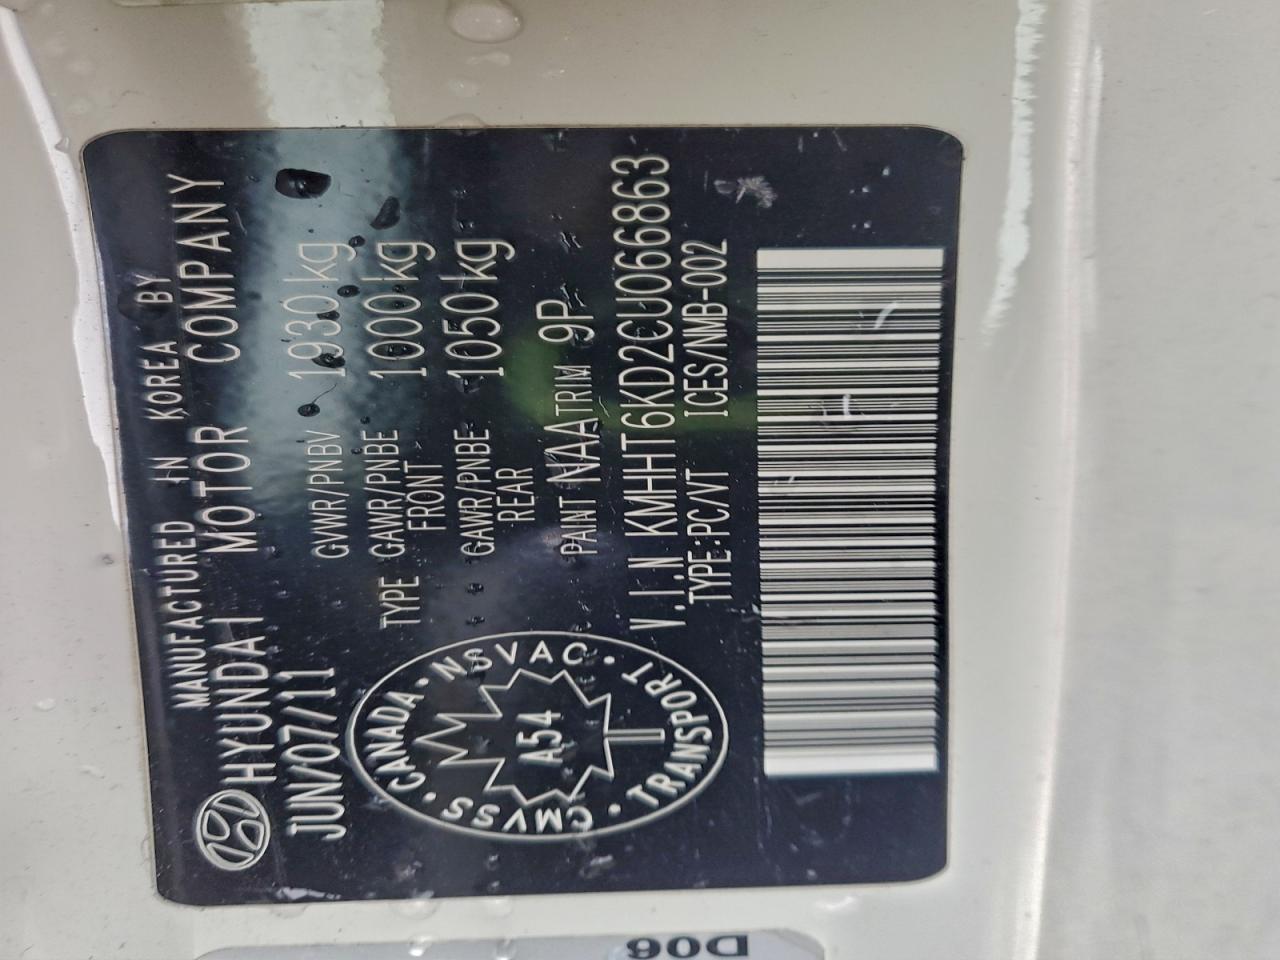 MANUFACTURED IN KOREA BY
HYUNDAI MOTOR COMPANY
JUN/07/11
GVWR/PNBV 1930 kg
TYPE GAWR/PNBE FRONT 1000 kg
GAWR/PNBE REAR 1050 kg
PAINT NAA TRIM 9P
V.I.N KMHHT6KD2CU066863
TYPE:PC/VT ICES/NMB-002
CANADA • NSVAC • TRANSPORT • CMVSS •
A54
D06